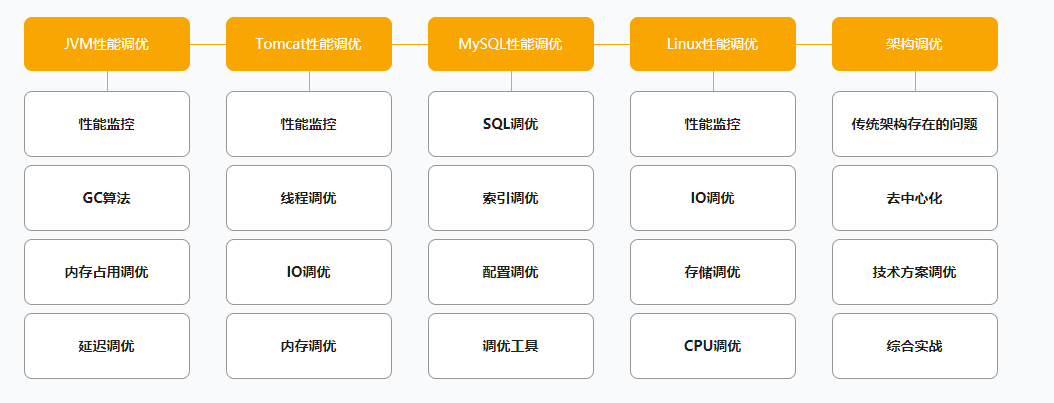 JVM性能调优
Tomcat性能调优
MySQL性能调优
Linux性能调优
架构调优
性能监控
性能监控
SQL调优
性能监控
传统架构存在的问题
GC算法
线程调优
索引调优
IO调优
去中心化
内存占用调优
IO调优
配置调优
存储调优
技术方案调优
延迟调优
内存调优
调优工具
CPU调优
综合实战